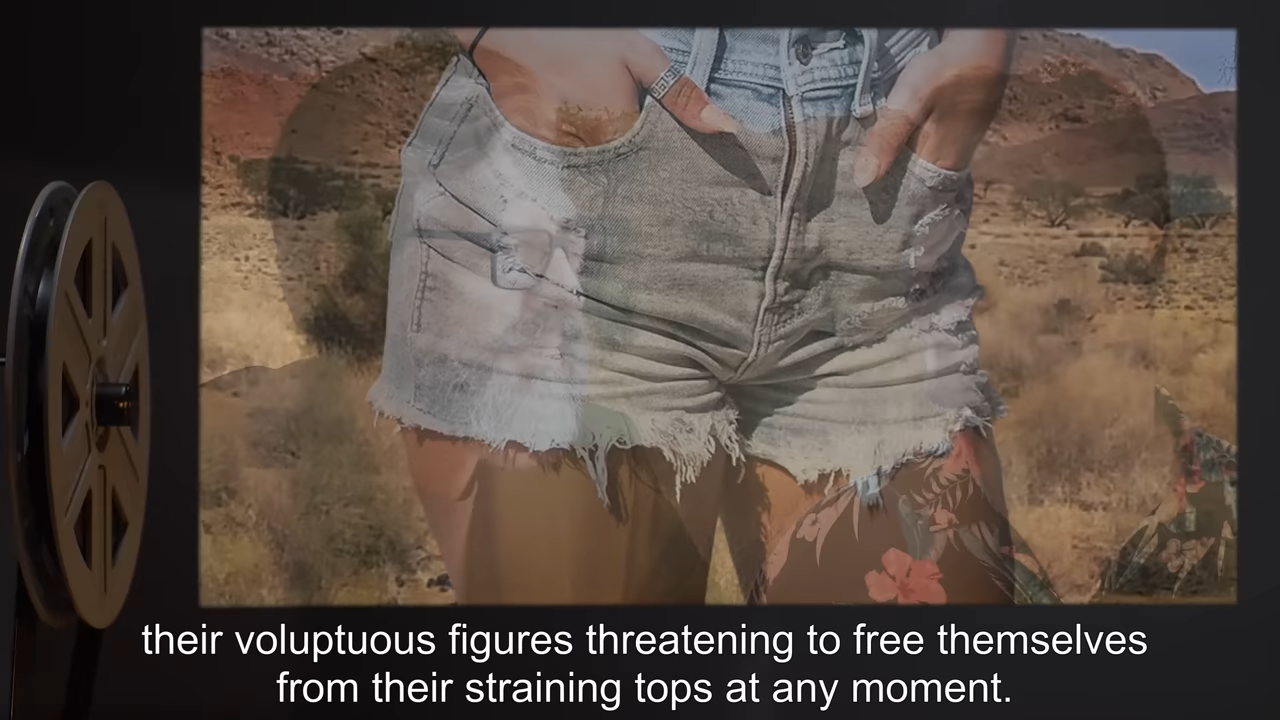 their voluptuous figures threatening to free themselves
from their straining tops at any moment.